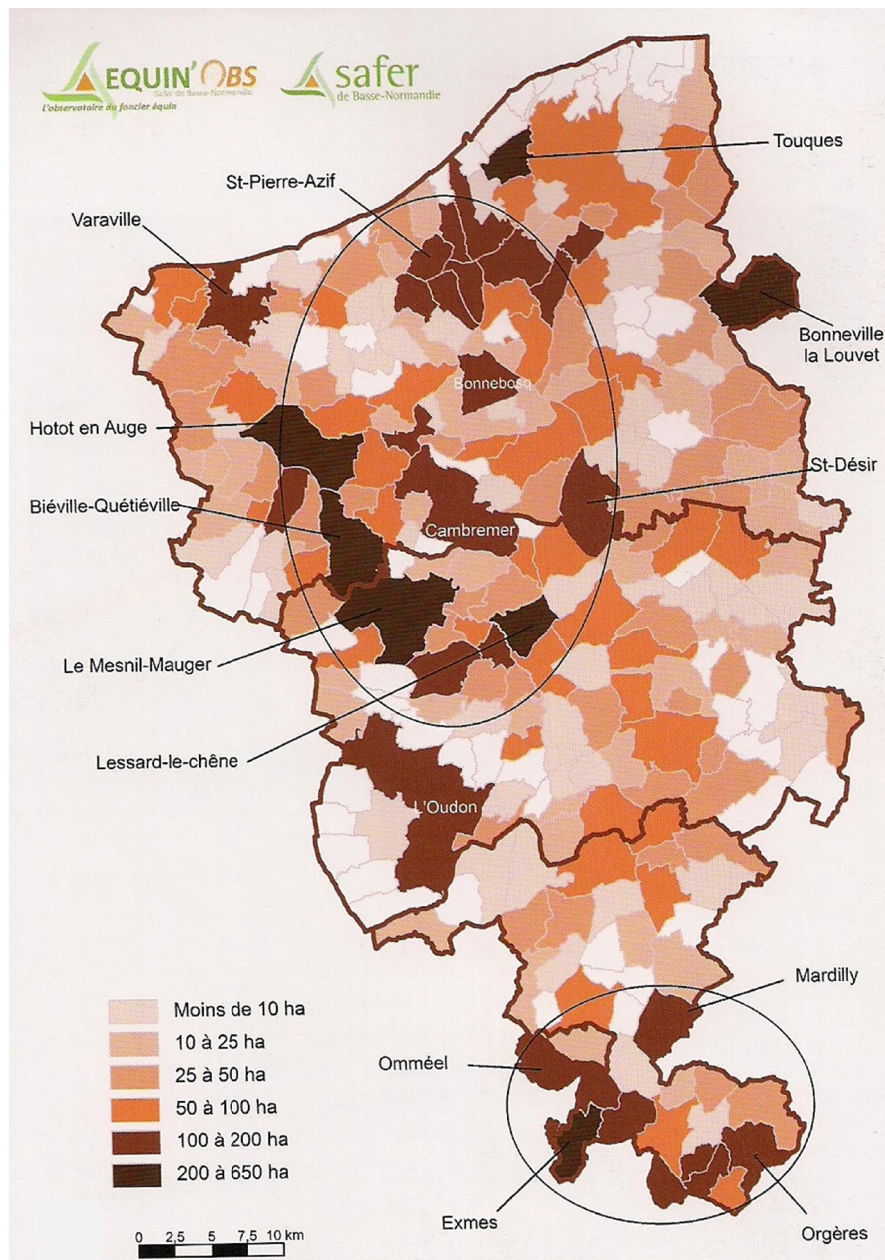 EQUIN'OBS
Safer de Basse-Normandie
L'observatoire du foncier équin
safer
de Basse-Normandie
Touques
St-Pierre-Azif
Varaville
Bonneville
la Louvet
Bonnebosq
Hotot en Auge
St-Désir
Biéville-Quétiéville
Cambremer
Le Mesnil-Mauger
Lessard-le-chêne
L'Oudon
Mardilly
Omméel
Exmes
Orgères
Moins de 10 ha
10 à 25 ha
25 à 50 ha
50 à 100 ha
100 à 200 ha
200 à 650 ha
0 2,5 5 7,5 10 km